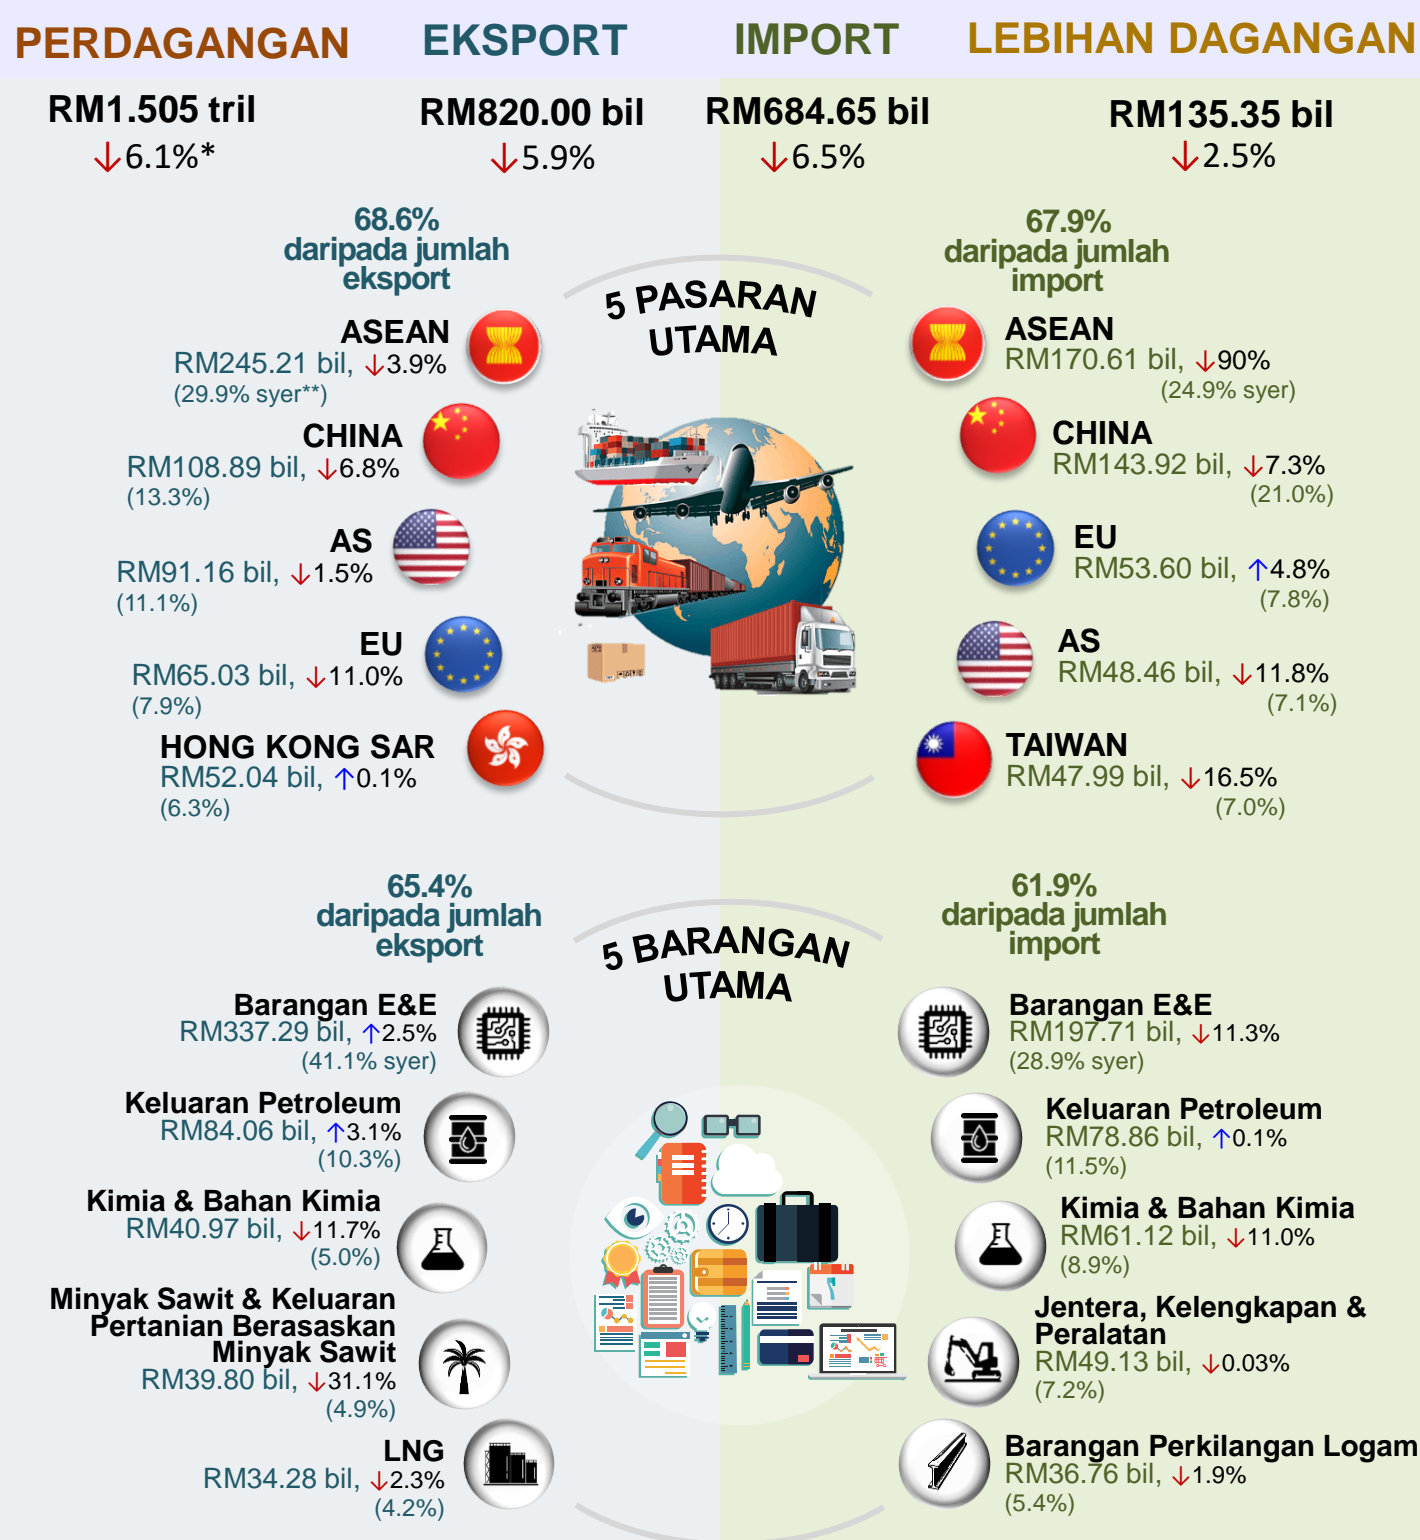 PERDAGANGAN
RM1.505 tril
↓6.1%*
EKSPORT
RM820.00 bil
↓5.9%
IMPORT
RM684.65 bil
↓6.5%
LEBIHAN DAGANGAN
RM135.35 bil
↓2.5%
5 PASARAN
UTAMA
68.6%
daripada jumlah
eksport
ASEAN
RM245.21 bil, ↓3.9%
(29.9% syer**)
CHINA
RM108.89 bil, ↓6.8%
(13.3%)
AS
RM91.16 bil, ↓1.5%
(11.1%)
EU
RM65.03 bil, ↓11.0%
(7.9%)
HONG KONG SAR
RM52.04 bil, ↑0.1%
(6.3%)
67.9%
daripada jumlah
import
ASEAN
RM170.61 bil, ↓90%
(24.9% syer)
CHINA
RM143.92 bil, ↓7.3%
(21.0%)
EU
RM53.60 bil, ↑4.8%
(7.8%)
AS
RM48.46 bil, ↓11.8%
(7.1%)
TAIWAN
RM47.99 bil, ↓16.5%
(7.0%)
5 BARANGAN
UTAMA
65.4%
daripada jumlah
eksport
Barangan E&E
RM337.29 bil, ↑2.5%
(41.1% syer)
Keluaran Petroleum
RM84.06 bil, ↑3.1%
(10.3%)
Kimia & Bahan Kimia
RM40.97 bil, ↓11.7%
(5.0%)
Minyak Sawit & Keluaran
Pertanian Berasaskan
Minyak Sawit
RM39.80 bil, ↓31.1%
(4.9%)
LNG
RM34.28 bil, ↓2.3%
(4.2%)
61.9%
daripada jumlah
import
Barangan E&E
RM197.71 bil, ↓11.3%
(28.9% syer)
Keluaran Petroleum
RM78.86 bil, ↑0.1%
(11.5%)
Kimia & Bahan Kimia
RM61.12 bil, ↓11.0%
(8.9%)
Jentera, Kelengkapan &
Peralatan
RM49.13 bil, ↓0.03%
(7.2%)
Barangan Perkilangan Logam
RM36.76 bil, ↓1.9%
(5.4%)